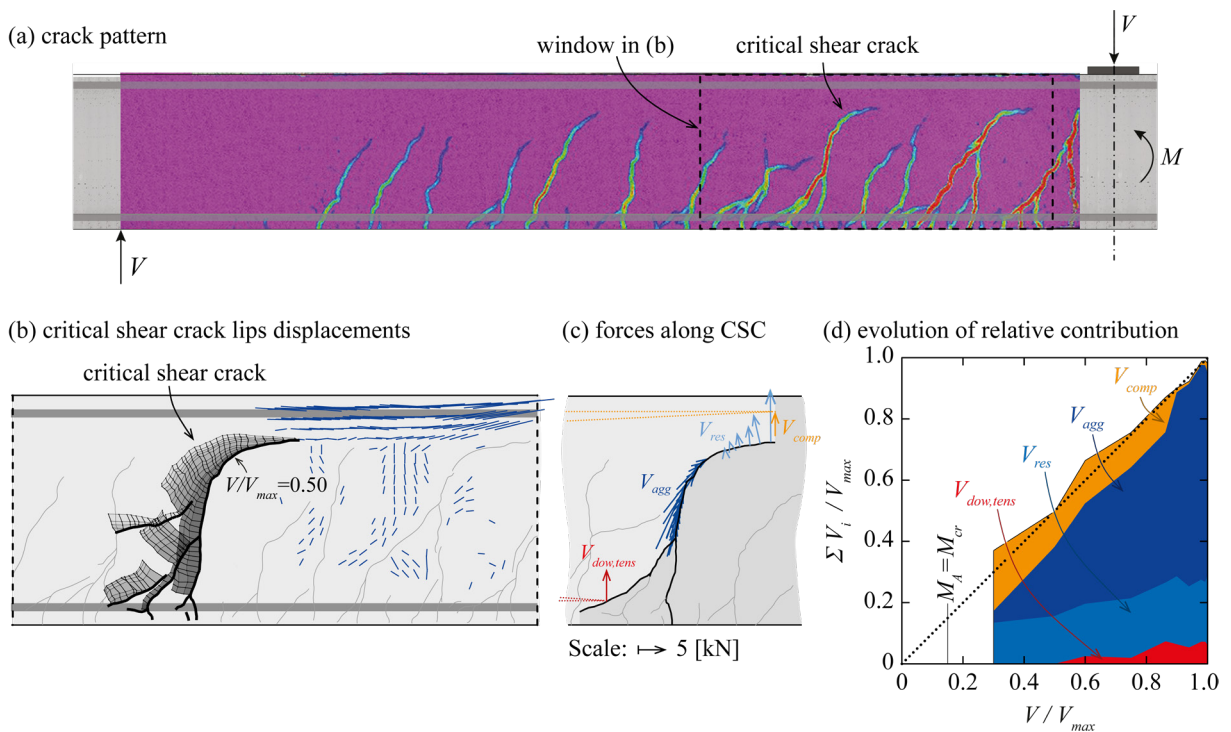 (a) crack pattern
window in (b)
critical shear crack
V
M
V
(b) critical shear crack lips displacements
critical shear crack
V/Vmax=0.50
(c) forces along CSC
Vres
Vcomp
Vagg
Vdow,tens
Scale: ↦ 5 [kN]
(d) evolution of relative contribution
Σ Vi / Vmax
1.0
0.8
0.6
0.4
0.2
0
Vcomp
Vagg
Vres
Vdow,tens
MA=Mcr
0
0.2
0.4
0.6
0.8
1.0
V / Vmax